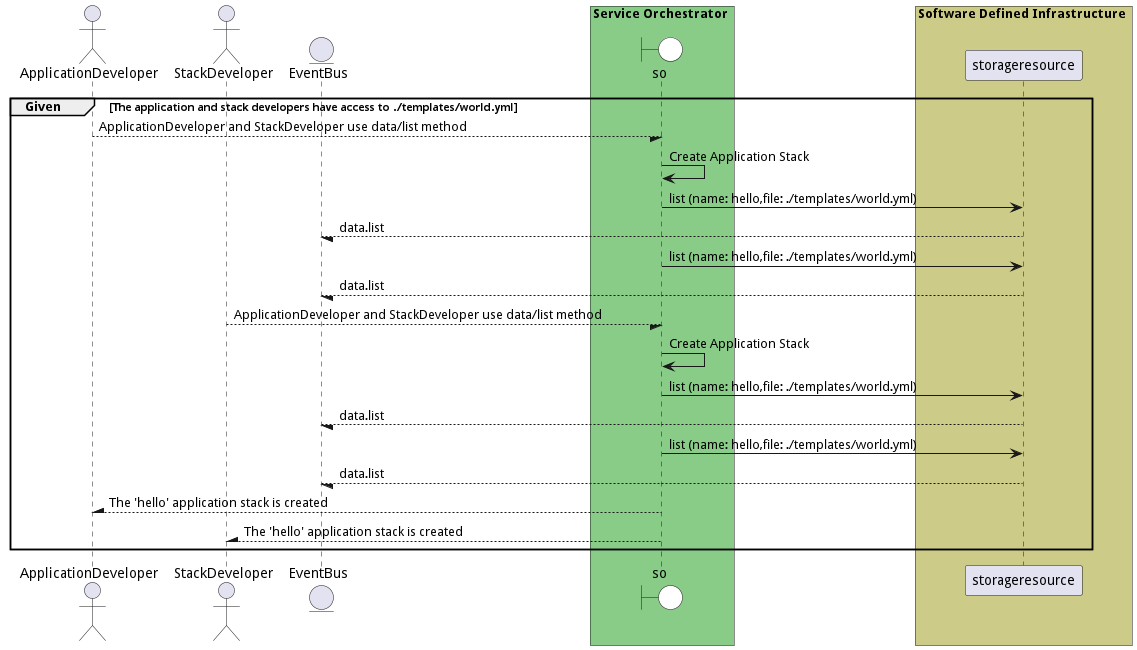 Service Orchestrator
Software Defined Infrastructure
ApplicationDeveloper
StackDeveloper
EventBus
so
storageresource
Given
[The application and stack developers have access to ./templates/world.yml]
ApplicationDeveloper and StackDeveloper use data/list method
Create Application Stack
list (name: hello,file: ./templates/world.yml)
data.list
list (name: hello,file: ./templates/world.yml)
data.list
ApplicationDeveloper and StackDeveloper use data/list method
Create Application Stack
list (name: hello,file: ./templates/world.yml)
data.list
list (name: hello,file: ./templates/world.yml)
data.list
The 'hello' application stack is created
The 'hello' application stack is created
ApplicationDeveloper
StackDeveloper
EventBus
so
storageresource